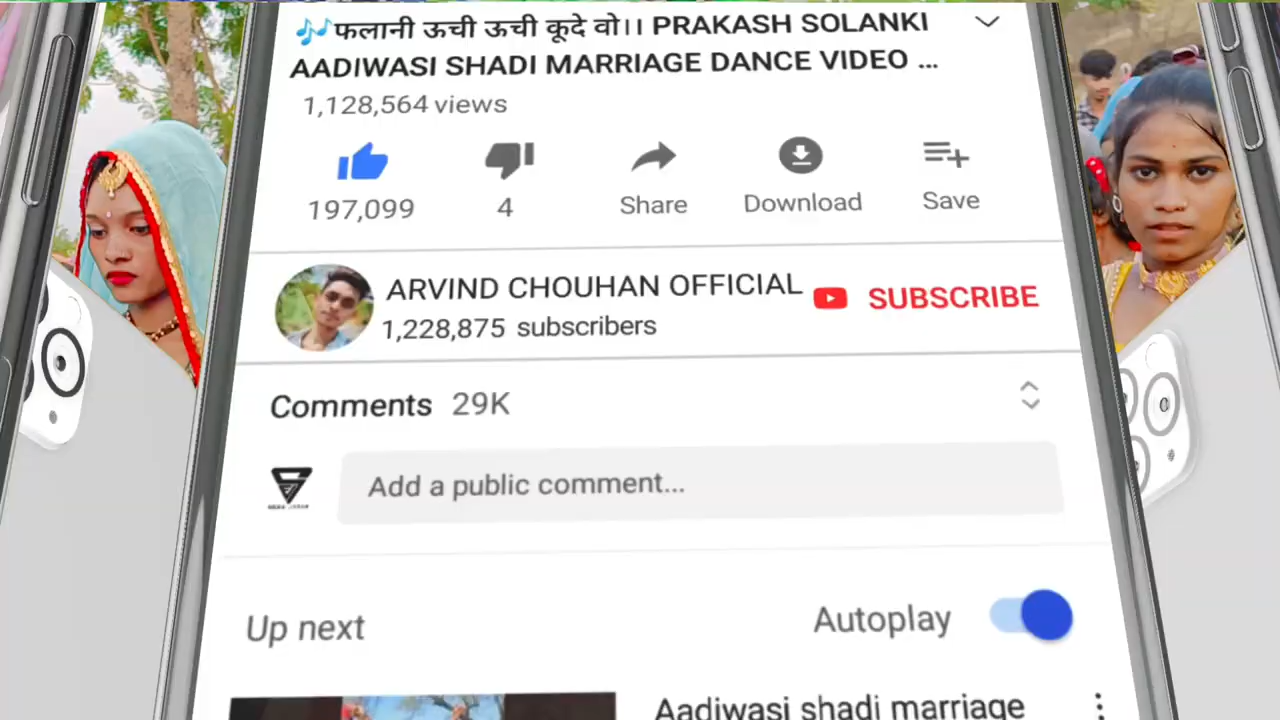 🎶फलानी ऊची ऊची कूदे वो।। PRAKASH SOLANKI
AADIWASI SHADI MARRIAGE DANCE VIDEO ...
1,128,564 views
197,099
4
Share
Download
Save
ARVIND CHOUHAN OFFICIAL
1,228,875 subscribers
SUBSCRIBE
Comments 29K
Add a public comment...
Up next
Autoplay
Aadiwasi shadi marriage